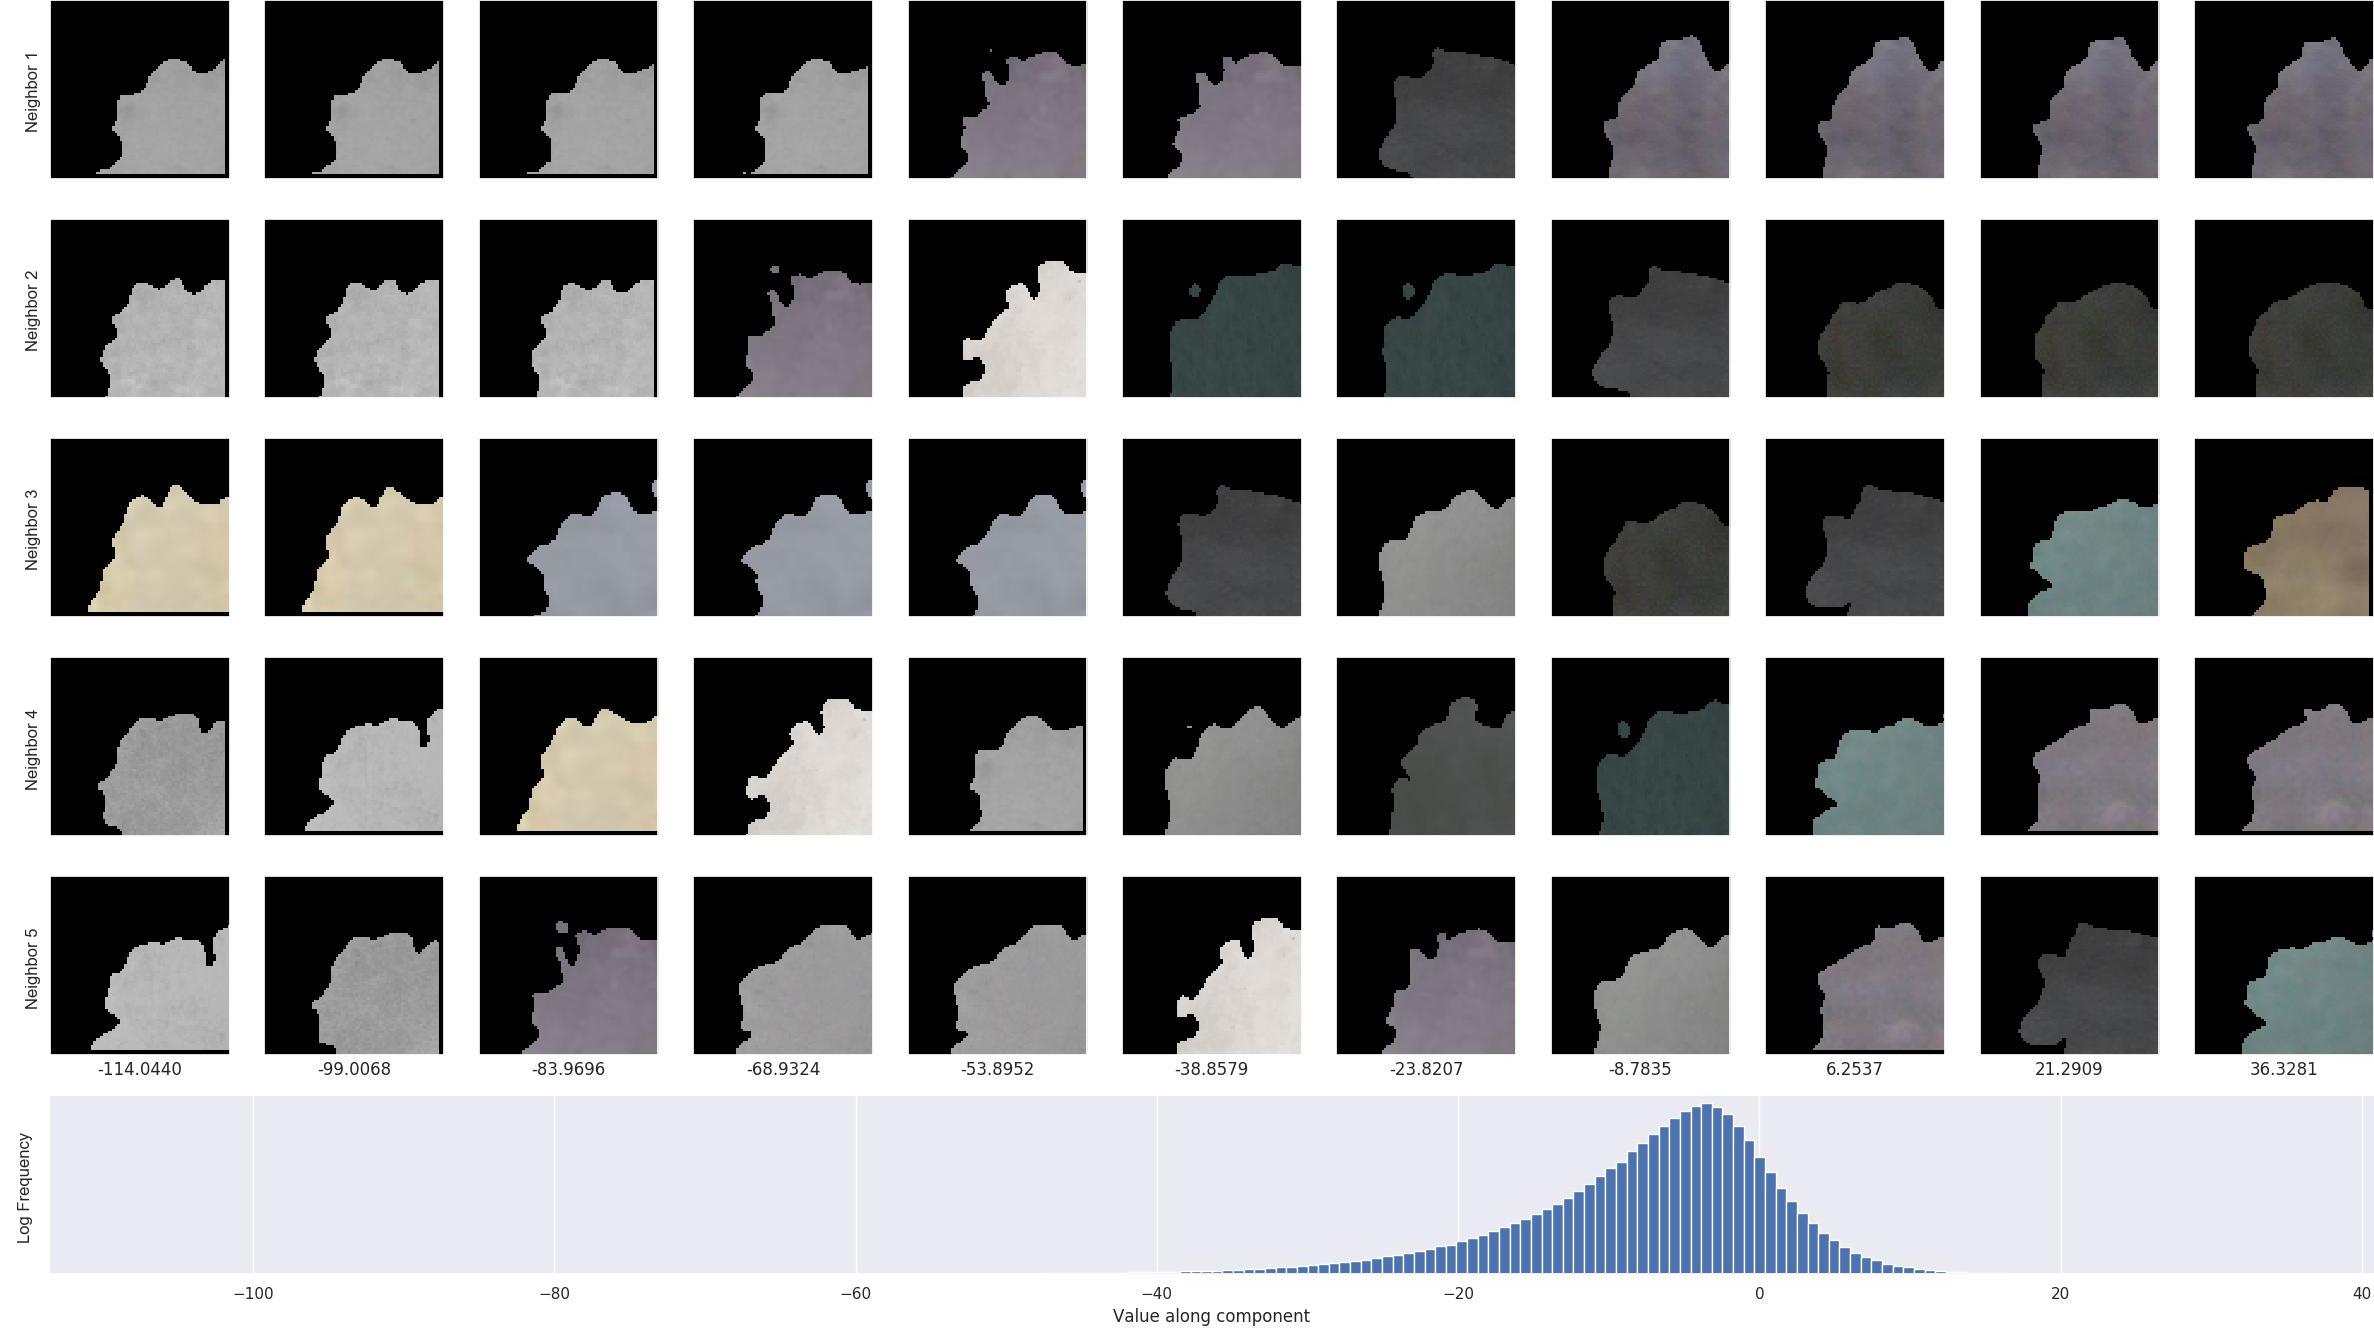 Neighbor 1
Neighbor 2
Neighbor 3
Neighbor 4
Neighbor 5
-114.0440 -99.0068 -83.9696 -68.9324 -53.8952 -38.8579 -23.8207 -8.7835 6.2537 21.2909 36.3281
Log Frequency
−100 −80 −60 −40 −20 0 20 40
Value along component